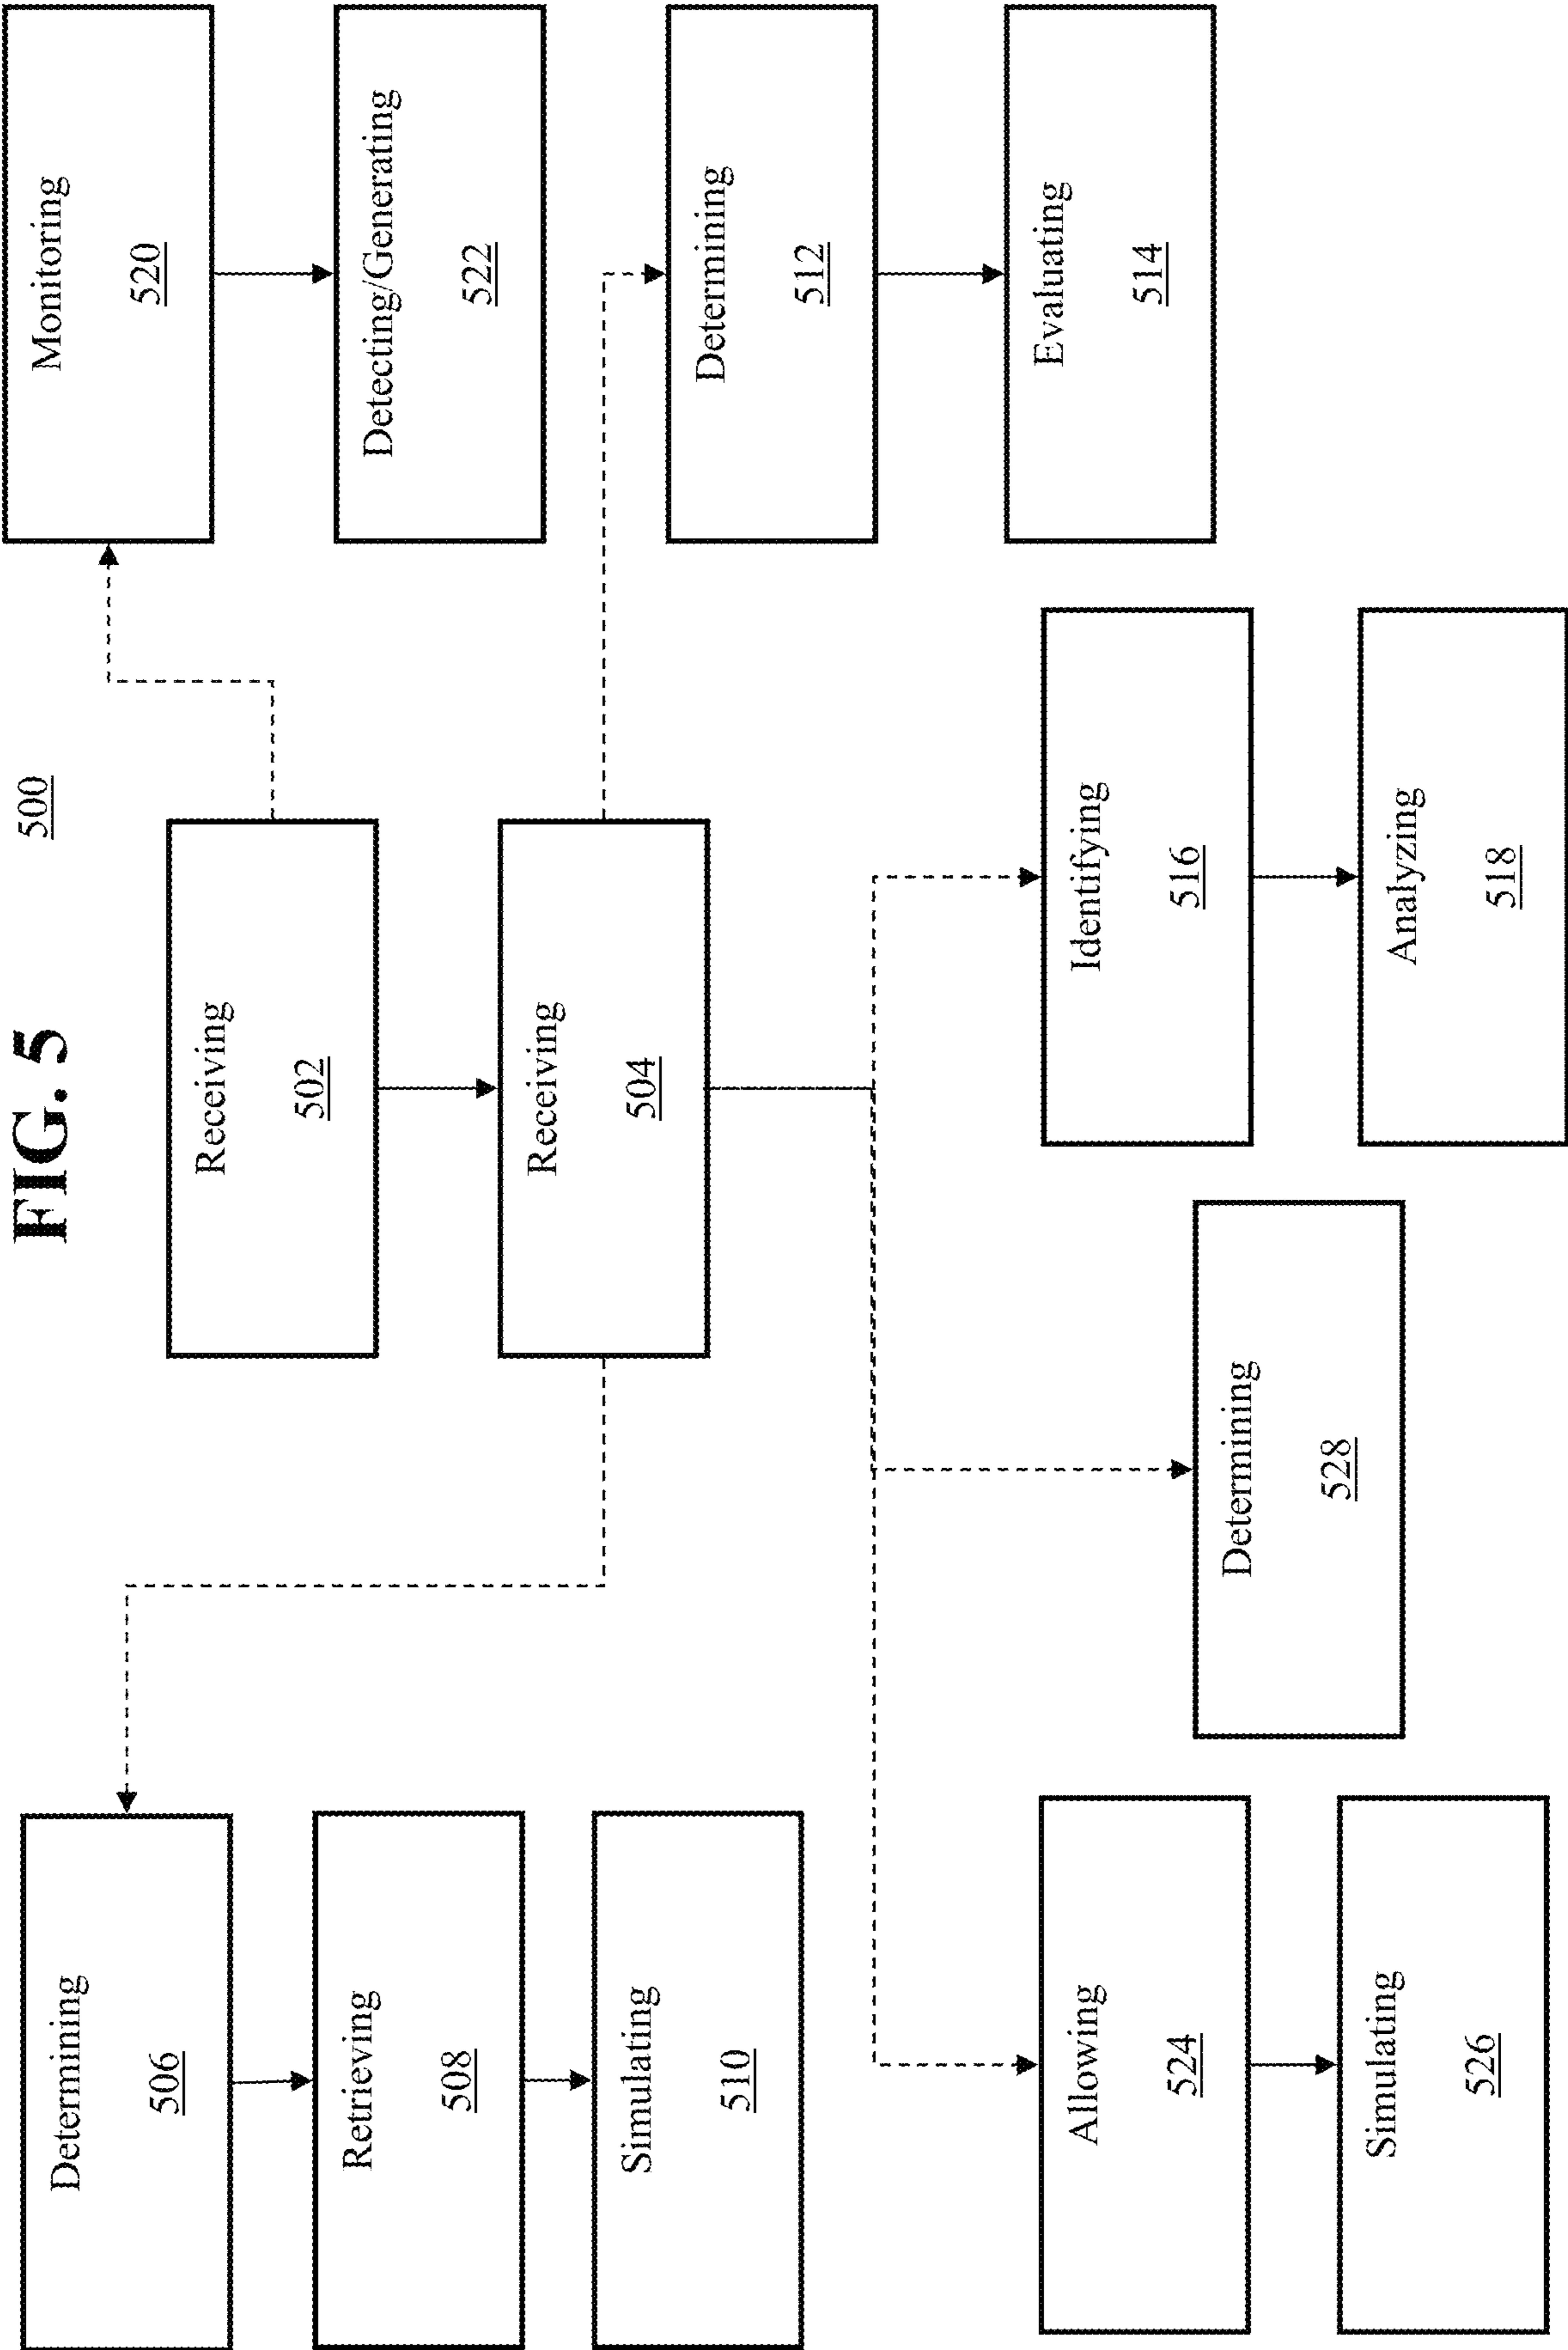 FIG. 5
500
Receiving
502
Receiving
504
Determining
506
Retrieving
508
Simulating
510
Determining
512
Evaluating
514
Identifying
516
Analyzing
518
Monitoring
520
Detecting/Generating
522
Allowing
524
Simulating
526
Determining
528